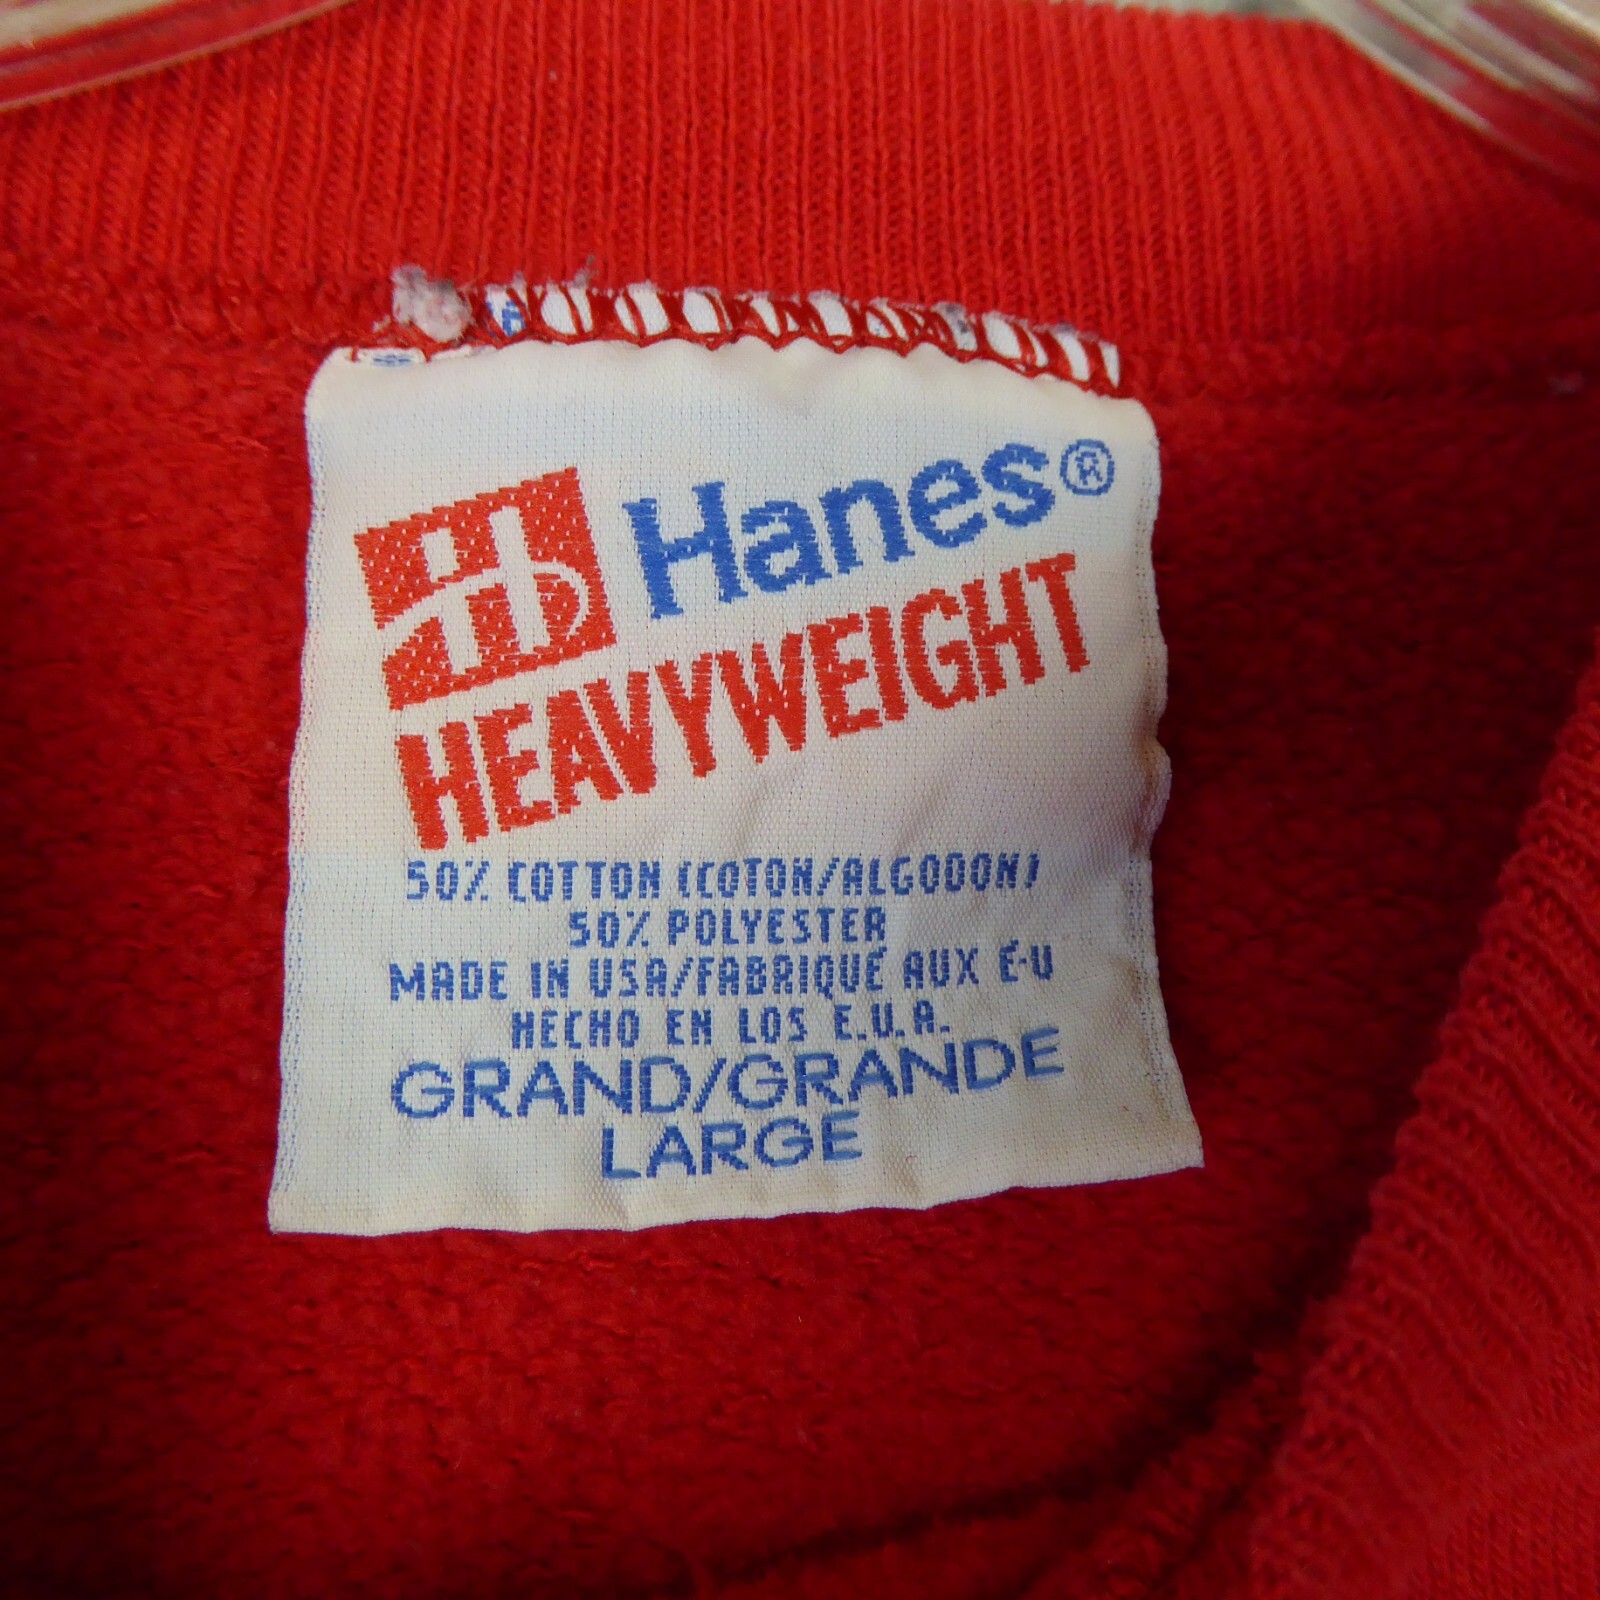 Hanes®
HEAVYWEIGHT
50% COTTON (COTON/ALGODON)
50% POLYESTER
MADE IN USA/FABRIQUÉ AUX É-U
HECHO EN LOS E.U.A.
GRAND/GRANDE
LARGE